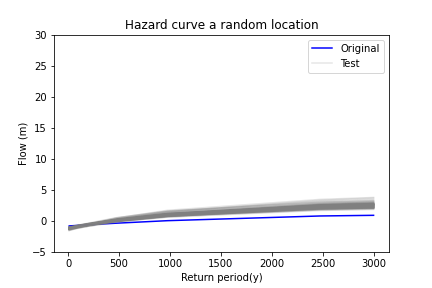 Hazard curve a random location
Original
Test
Flow (m)
30
25
20
15
10
5
0
−5
0 500 1000 1500 2000 2500 3000
Return period(y)